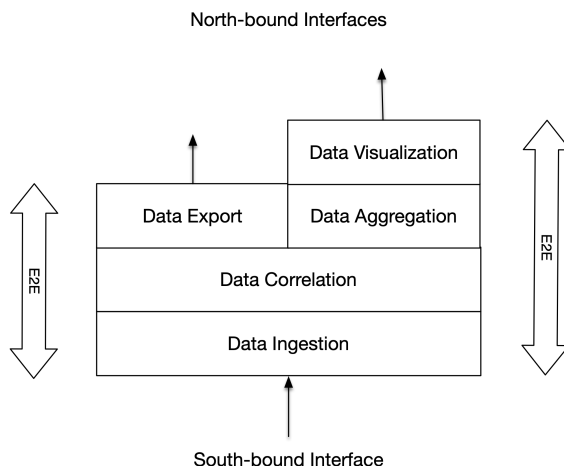 North-bound Interfaces
Data Visualization
Data Export
Data Aggregation
E2E
E2E
Data Correlation
Data Ingestion
South-bound Interface